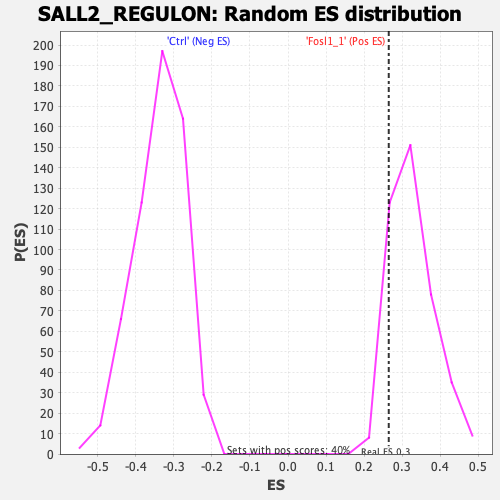 SALL2_REGULON: Random ES distribution
'Ctrl' (Neg ES)
'Fosl1_1' (Pos ES)
200
190
180
170
160
150
140
130
120
110
100
90
80
70
60
50
40
30
20
10
0
P(ES)
Sets with pos scores: 40%
Real ES 0.3
-0.5 -0.4 -0.3 -0.2 -0.1 0.0 0.1 0.2 0.3 0.4 0.5
ES